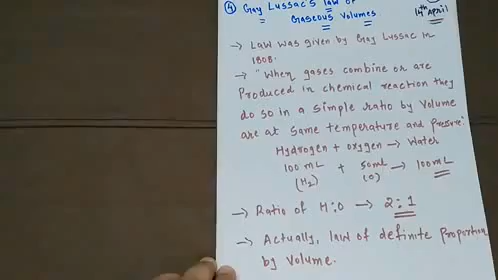 ④ Gay Lussac's law of
Gaseous Volumes
14th April
→ Law was given by Gay Lussac in
1808.
→ "When gases combine or are
Produced in chemical reaction they
do so in a simple ratio by Volume
are at same temperature and pressure."
Hydrogen + oxygen → Water
100 mL + 50ml → 100mL
(H2) (O)
→ Ratio of H:O → 2:1
→ Actually, law of definite proportion
by volume.